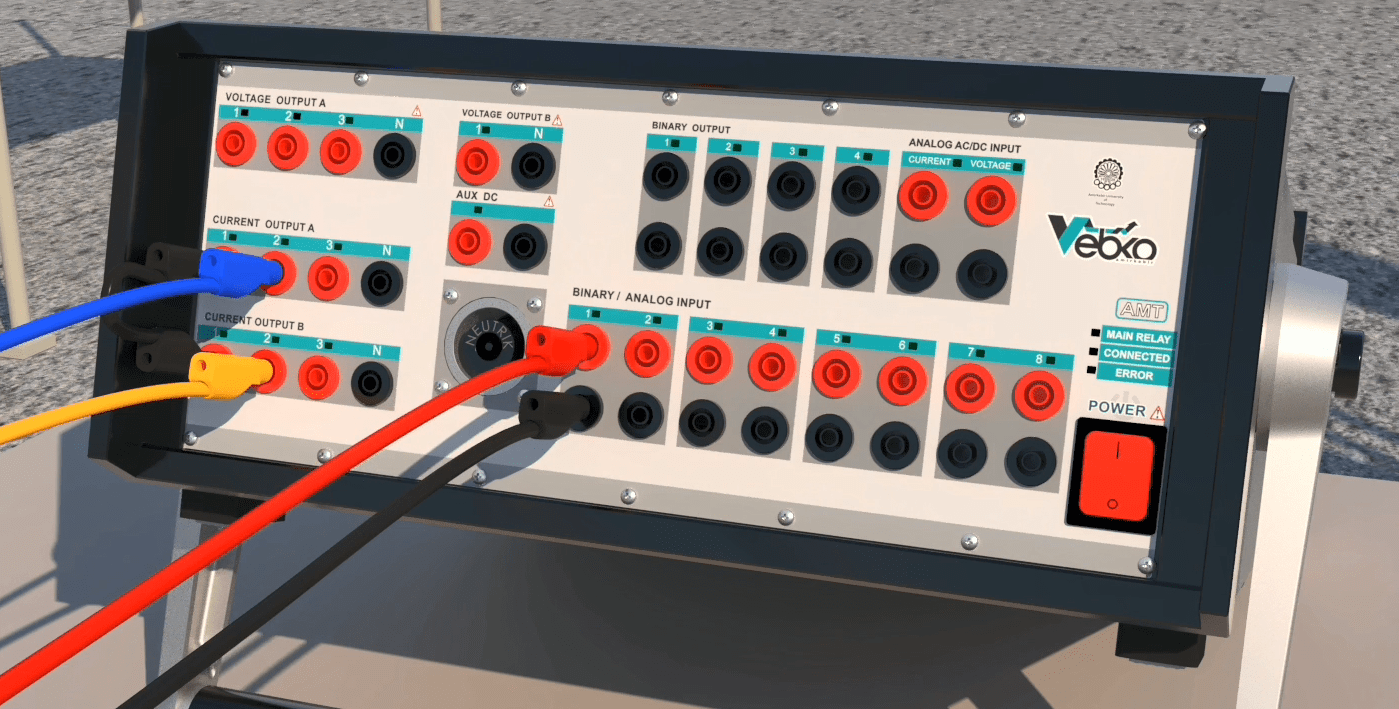 VOLTAGE OUTPUT A
1 2 3 N
VOLTAGE OUTPUT B
1 N
BINARY OUTPUT
1 2 3 4
ANALOG AC/DC INPUT
CURRENT VOLTAGE
AUX DC
CURRENT OUTPUT A
1 2 3 N
Vebko
amirkabir
CURRENT OUTPUT B
2 3 N
NEUTRIK
BINARY / ANALOG INPUT
1 2 3 4 5 6 7 8
AMT
MAIN RELAY
CONNECTED
ERROR
POWER